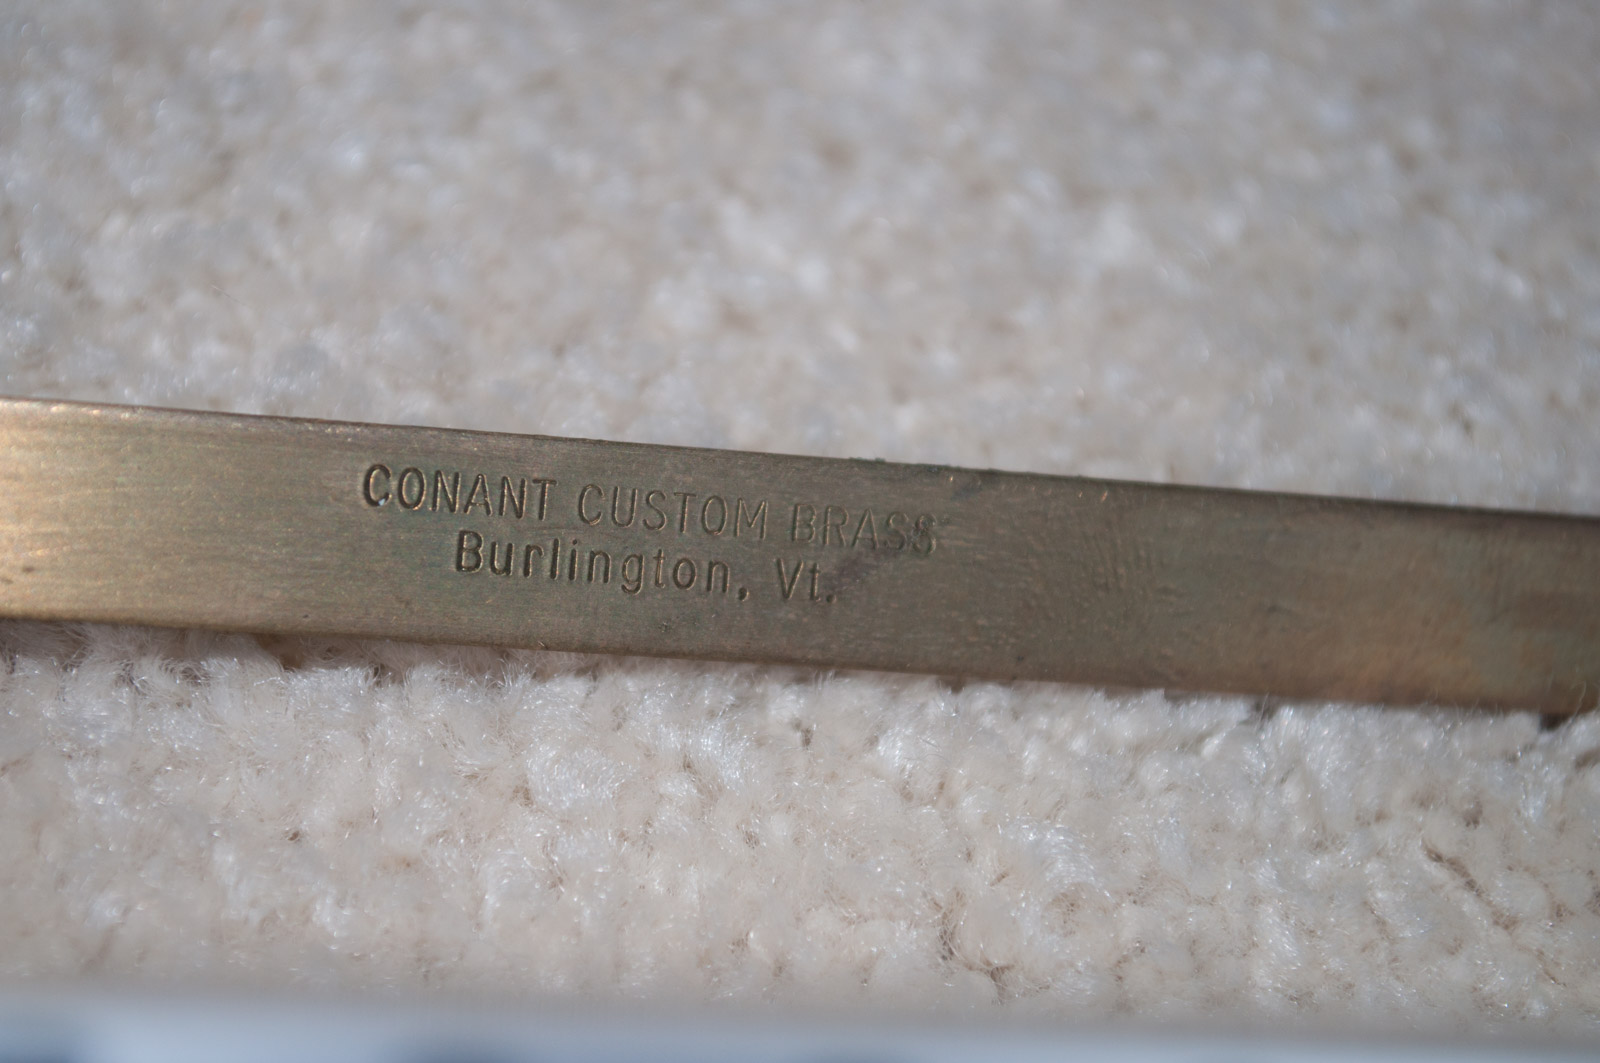 CONANT CUSTOM BRASS
Burlington, Vt.